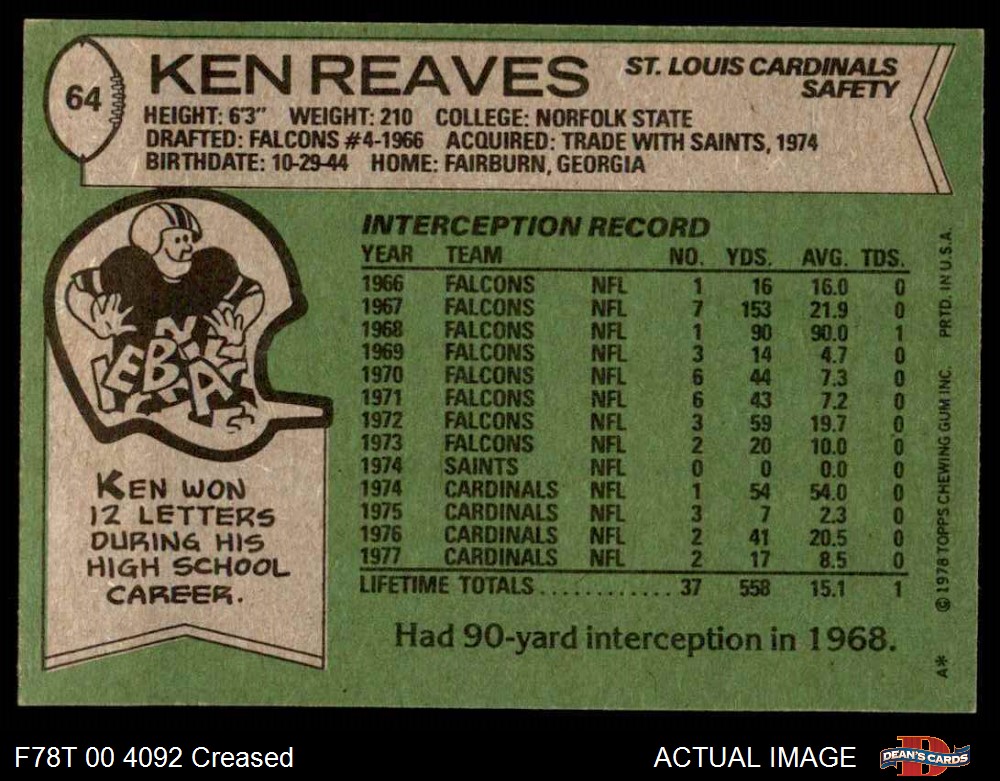 64
KEN REAVES
ST. LOUIS CARDINALS
SAFETY
HEIGHT: 6'3" WEIGHT: 210 COLLEGE: NORFOLK STATE
DRAFTED: FALCONS #4-1966 ACQUIRED: TRADE WITH SAINTS, 1974
BIRTHDATE: 10-29-44 HOME: FAIRBURN, GEORGIA
INTERCEPTION RECORD
YEAR TEAM NO. YDS. AVG. TDS.
1966 FALCONS NFL 1 16 16.0 0
1967 FALCONS NFL 7 153 21.9 0
1968 FALCONS NFL 1 90 90.0 1
1969 FALCONS NFL 3 14 4.7 0
1970 FALCONS NFL 6 44 7.3 0
1971 FALCONS NFL 6 43 7.2 0
1972 FALCONS NFL 3 59 19.7 0
1973 FALCONS NFL 2 20 10.0 0
1974 SAINTS NFL 0 0 0.0 0
1974 CARDINALS NFL 1 54 54.0 0
1975 CARDINALS NFL 3 7 2.3 0
1976 CARDINALS NFL 2 41 20.5 0
1977 CARDINALS NFL 2 17 8.5 0
LIFETIME TOTALS............ 37 558 15.1 1
Had 90-yard interception in 1968.
KEN WON
12 LETTERS
DURING HIS
HIGH SCHOOL
CAREER.
A* © 1978 TOPPS CHEWING GUM INC. PRTD. IN U.S.A.
F78T 00 4092 Creased
ACTUAL IMAGE
DEAN'S CARDS